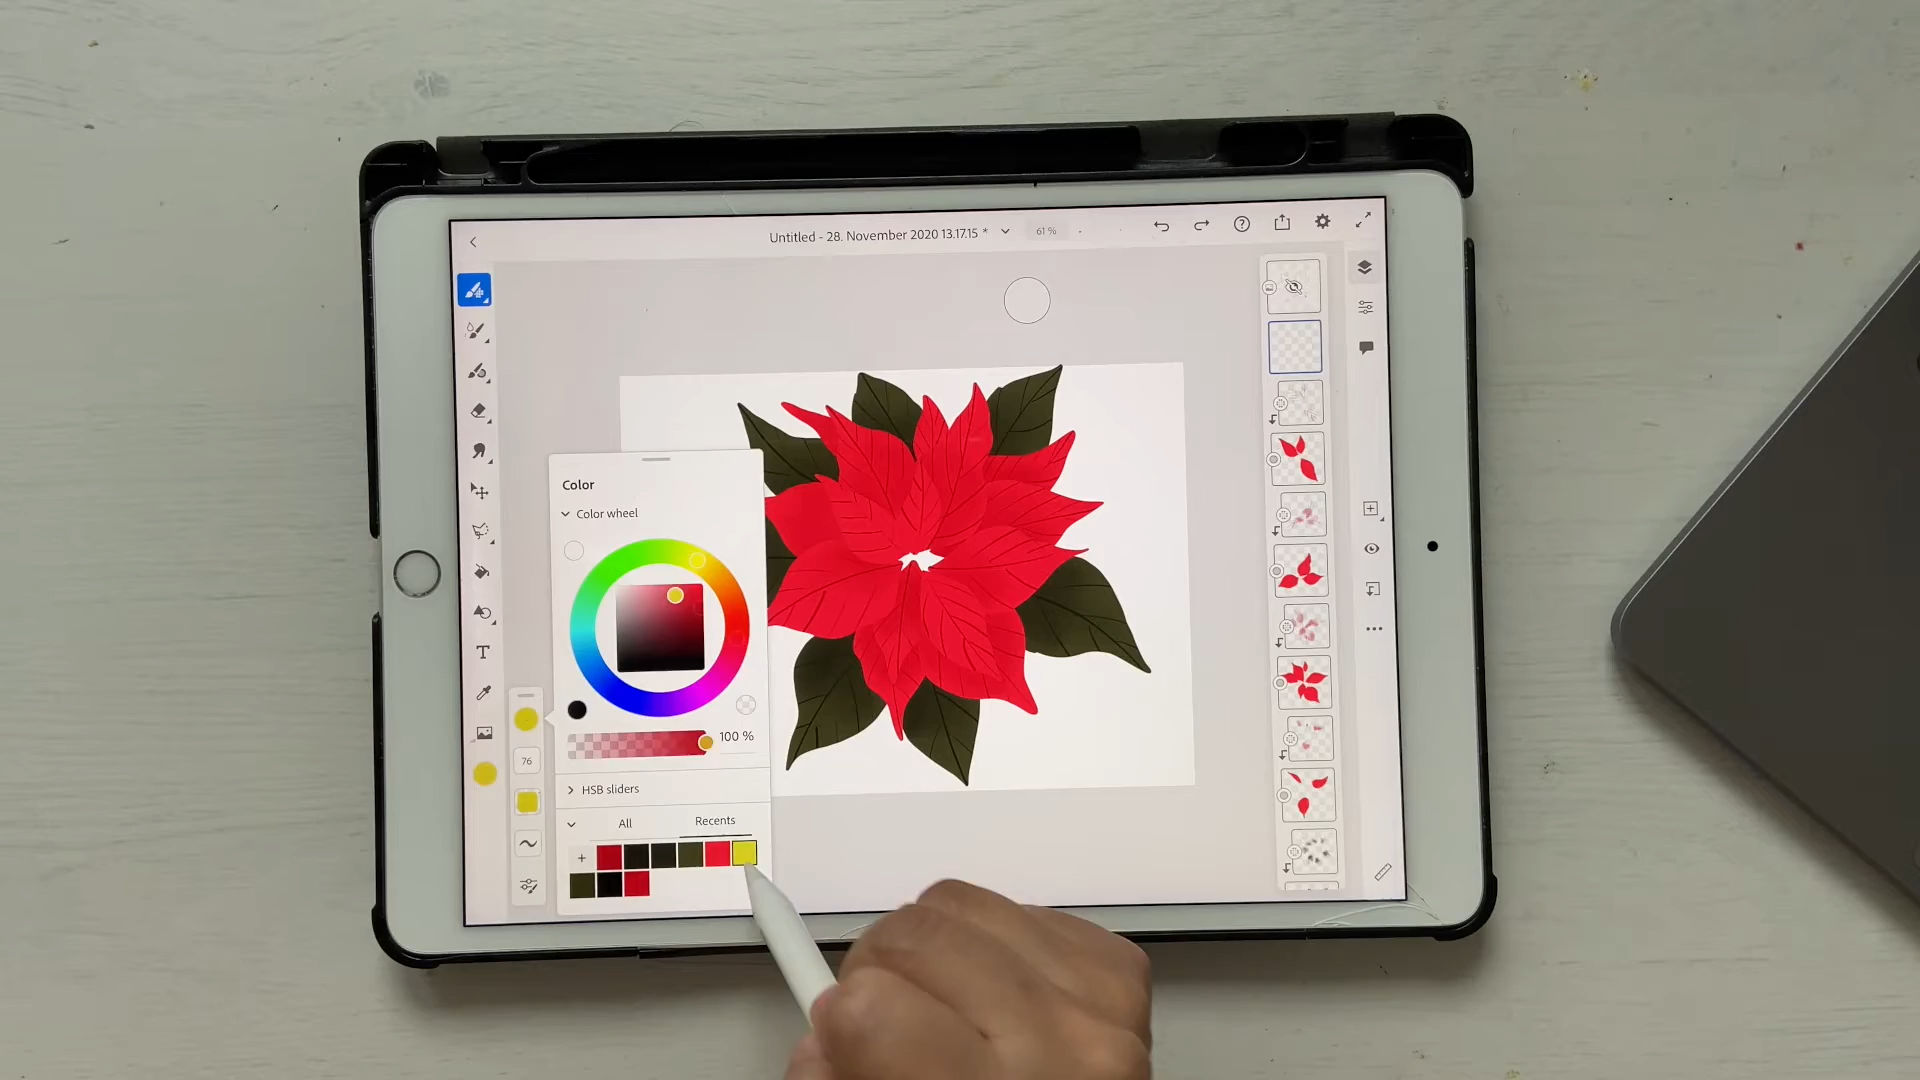 Untitled - 28. November 2020 13.17.15 *
61 %
Color
Color wheel
100 %
76
HSB sliders
All
Recents